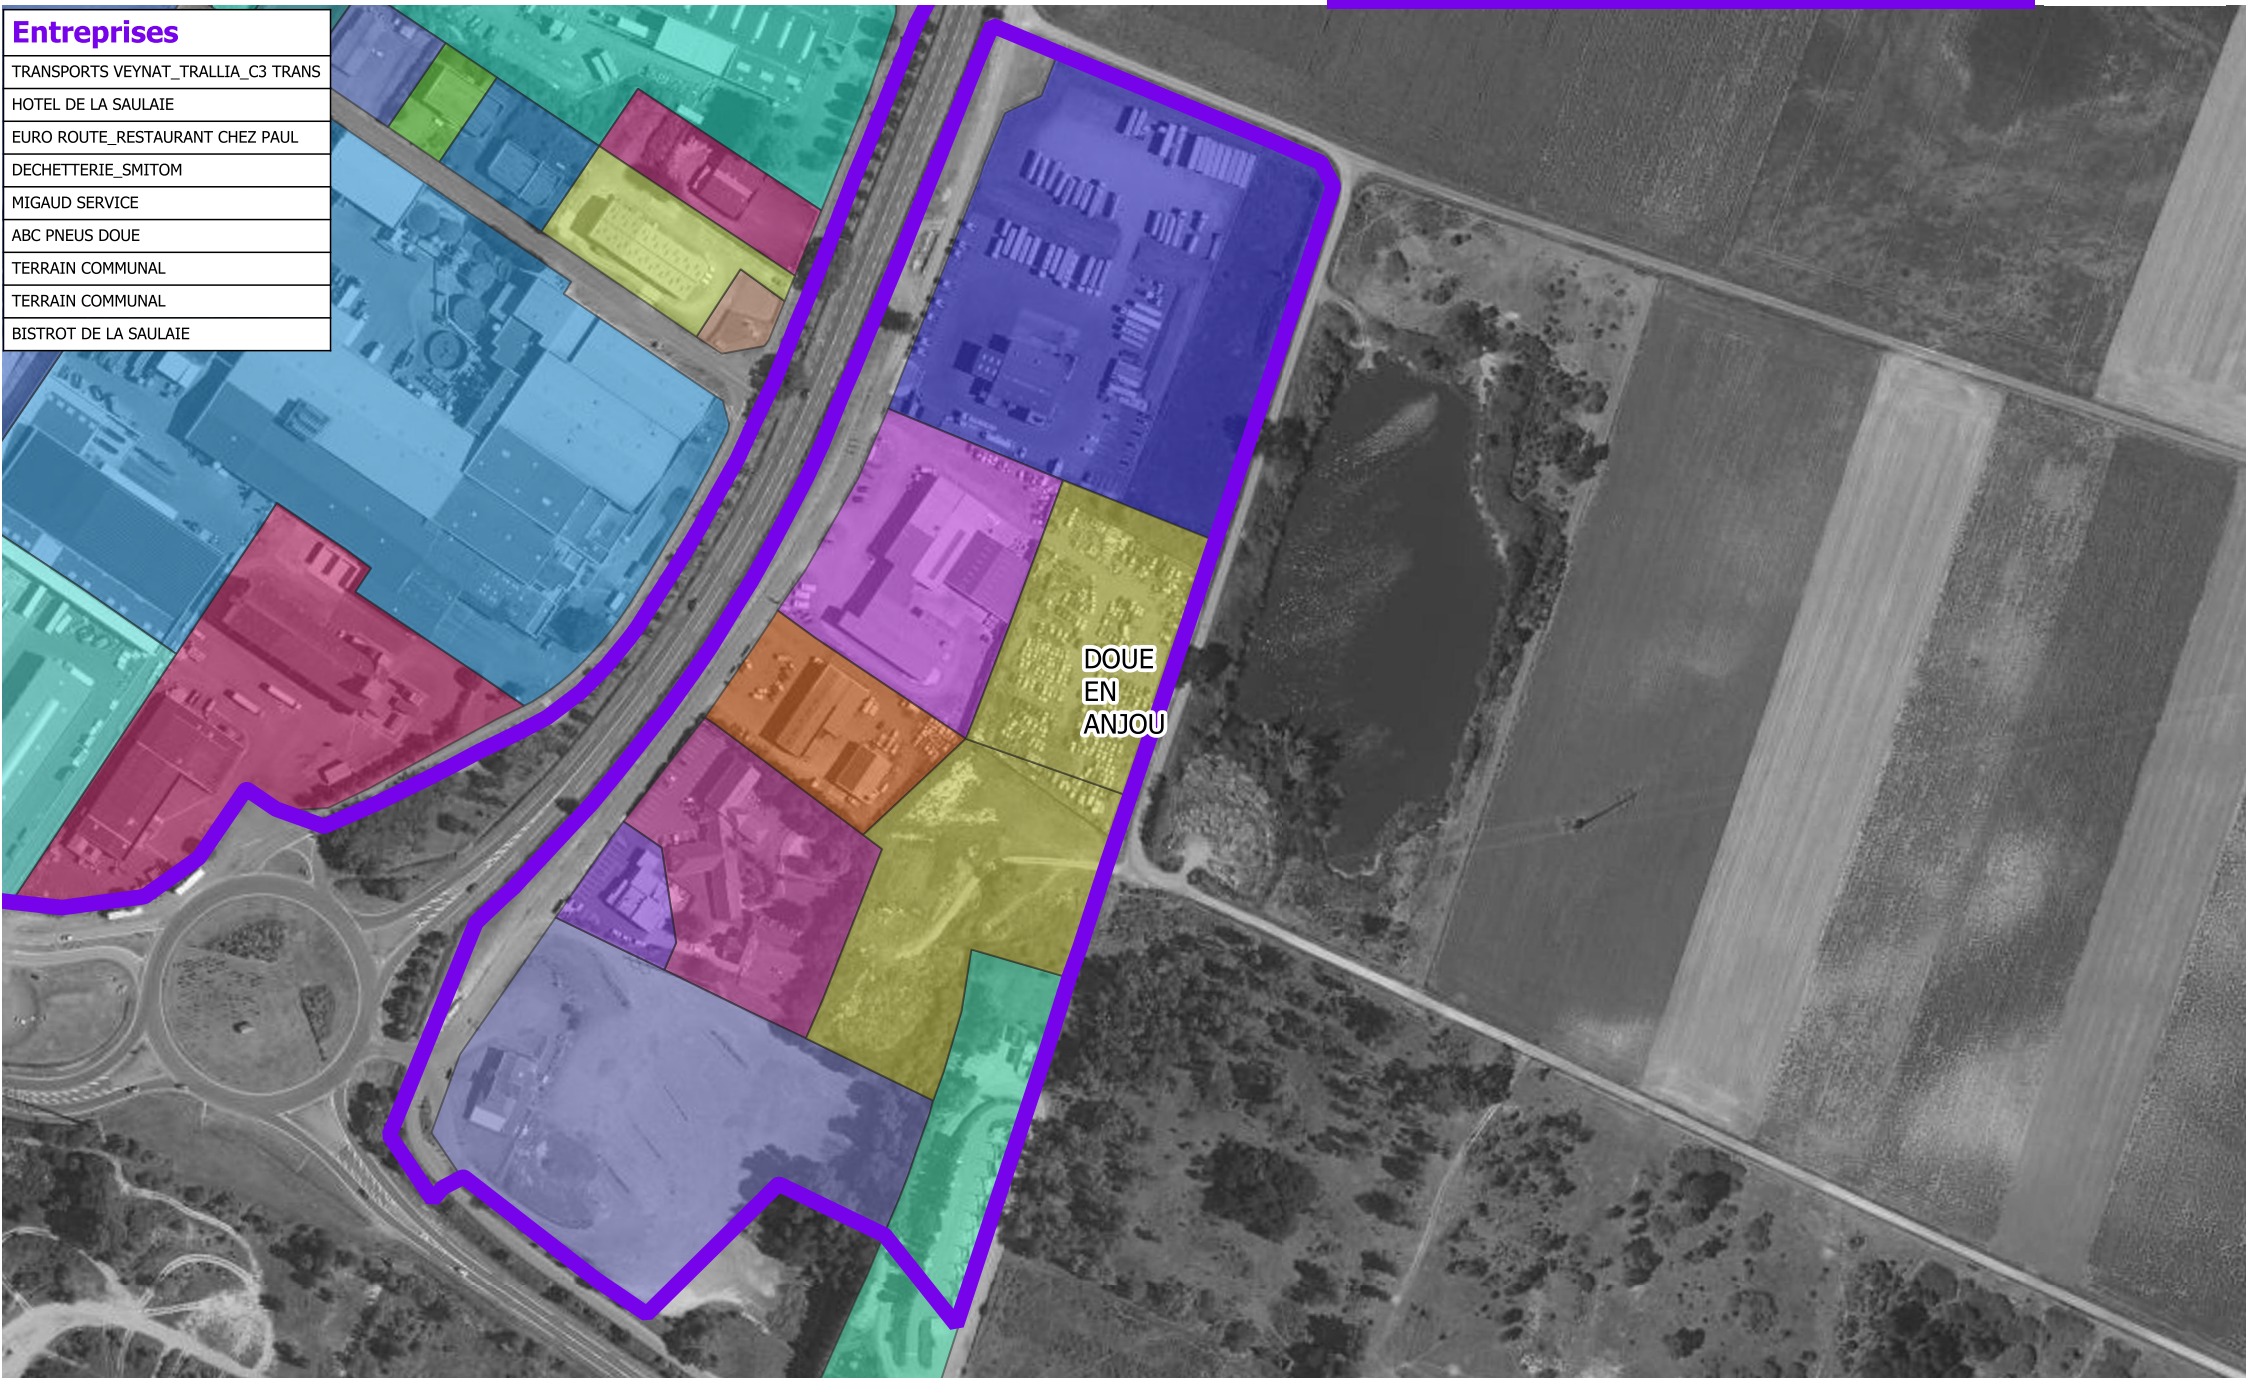 Entreprises
TRANSPORTS VEYNAT_TRALLIA_C3 TRANS
HOTEL DE LA SAULAIE
EURO ROUTE_RESTAURANT CHEZ PAUL
DECHETTERIE_SMITOM
MIGAUD SERVICE
ABC PNEUS DOUE
TERRAIN COMMUNAL
TERRAIN COMMUNAL
BISTROT DE LA SAULAIE
DOUE
EN
ANJOU